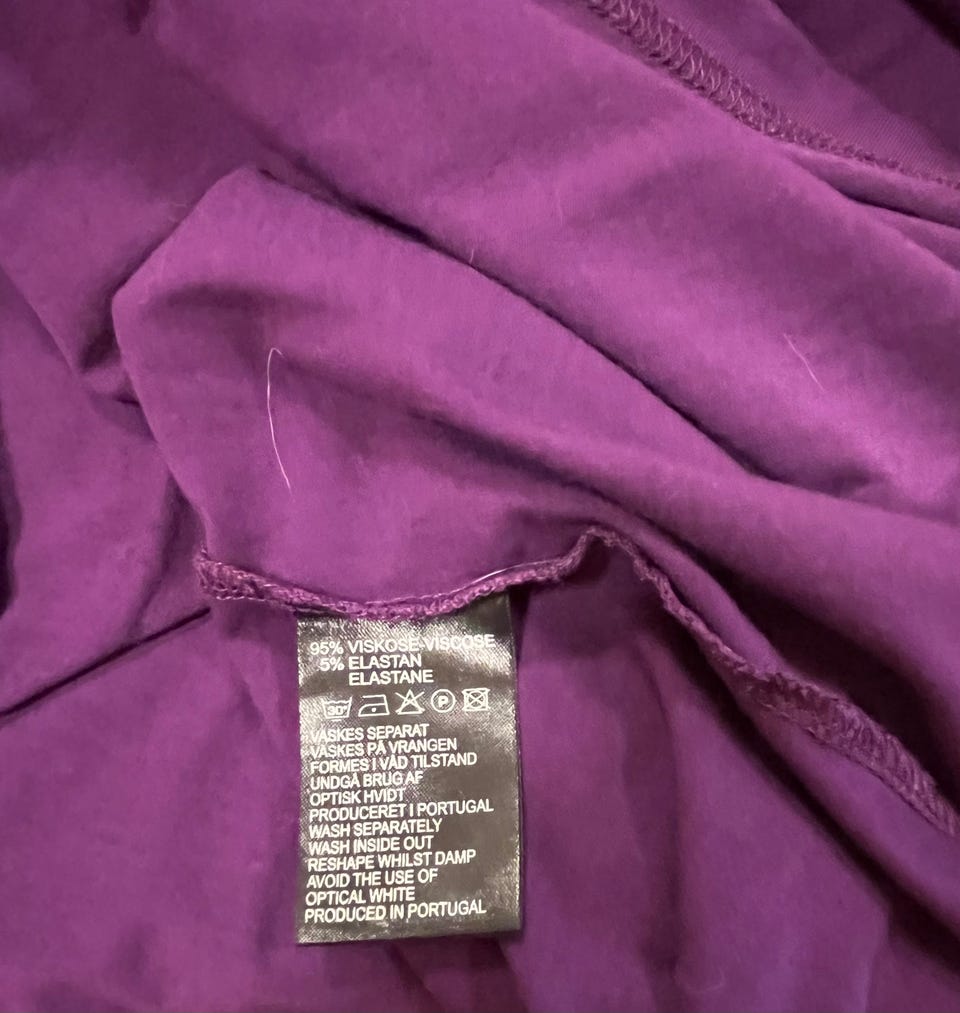 95% VISKOSE-VISCOSE
5% ELASTAN
ELASTANE
30° P
VASKES SEPARAT
VASKES PÅ VRANGEN
FORMES I VÅD TILSTAND
UNDGÅ BRUG AF
OPTISK HVIDT
PRODUCERET I PORTUGAL
WASH SEPARATELY
WASH INSIDE OUT
RESHAPE WHILST DAMP
AVOID THE USE OF
OPTICAL WHITE
PRODUCED IN PORTUGAL